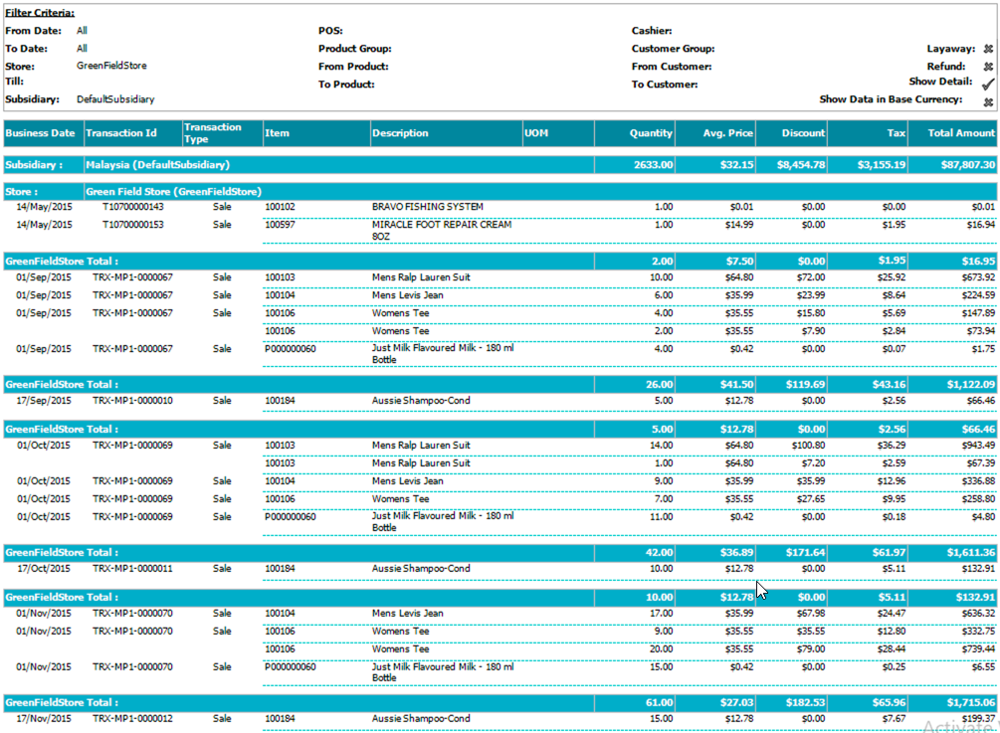 Filter Criteria:
From Date: All POS: Cashier:
To Date: All Product Group: Customer Group: Layaway:
Store: GreenFieldStore From Product: From Customer: Refund:
Till: To Product: To Customer: Show Detail:
Subsidiary: DefaultSubsidiary Show Data in Base Currency:
Business Date Transaction Id Transaction Type Item Description UOM Quantity Avg. Price Discount Tax Total Amount
Subsidiary : Malaysia (DefaultSubsidiary) 2633.00 $32.15 $8,454.78 $3,155.19 $87,807.30
Store : Green Field Store (GreenFieldStore)
14/May/2015 T10700000143 Sale 100102 BRAVO FISHING SYSTEM 1.00 $0.01 $0.00 $0.00 $0.01
14/May/2015 T10700000153 Sale 100597 MIRACLE FOOT REPAIR CREAM 1.00 $14.99 $0.00 $1.95 $16.94
8OZ
GreenFieldStore Total : 2.00 $7.50 $0.00 $1.95 $16.95
01/Sep/2015 TRX-MP1-0000067 Sale 100103 Mens Ralp Lauren Suit 10.00 $64.80 $72.00 $25.92 $673.92
01/Sep/2015 TRX-MP1-0000067 Sale 100104 Mens Levis Jean 6.00 $35.99 $23.99 $8.64 $224.59
01/Sep/2015 TRX-MP1-0000067 Sale 100106 Womens Tee 4.00 $35.55 $15.80 $5.69 $147.89
100106 Womens Tee 2.00 $35.55 $7.90 $2.84 $73.94
01/Sep/2015 TRX-MP1-0000067 Sale P000000060 Just Milk Flavoured Milk - 180 ml 4.00 $0.42 $0.00 $0.07 $1.75
Bottle
GreenFieldStore Total : 26.00 $41.50 $119.69 $43.16 $1,122.09
17/Sep/2015 TRX-MP1-0000010 Sale 100184 Aussie Shampoo-Cond 5.00 $12.78 $0.00 $2.56 $66.46
GreenFieldStore Total : 5.00 $12.78 $0.00 $2.56 $66.46
01/Oct/2015 TRX-MP1-0000069 Sale 100103 Mens Ralp Lauren Suit 14.00 $64.80 $100.80 $36.29 $943.49
100103 Mens Ralp Lauren Suit 1.00 $64.80 $7.20 $2.59 $67.39
01/Oct/2015 TRX-MP1-0000069 Sale 100104 Mens Levis Jean 9.00 $35.99 $35.99 $12.96 $336.88
01/Oct/2015 TRX-MP1-0000069 Sale 100106 Womens Tee 7.00 $35.55 $27.65 $9.95 $258.80
01/Oct/2015 TRX-MP1-0000069 Sale P000000060 Just Milk Flavoured Milk - 180 ml 11.00 $0.42 $0.00 $0.18 $4.80
Bottle
GreenFieldStore Total : 42.00 $36.89 $171.64 $61.97 $1,611.36
17/Oct/2015 TRX-MP1-0000011 Sale 100184 Aussie Shampoo-Cond 10.00 $12.78 $0.00 $5.11 $132.91
GreenFieldStore Total : 10.00 $12.78 $0.00 $5.11 $132.91
01/Nov/2015 TRX-MP1-0000070 Sale 100104 Mens Levis Jean 17.00 $35.99 $67.98 $24.47 $636.32
01/Nov/2015 TRX-MP1-0000070 Sale 100106 Womens Tee 9.00 $35.55 $35.55 $12.80 $332.75
100106 Womens Tee 20.00 $35.55 $79.00 $28.44 $739.44
01/Nov/2015 TRX-MP1-0000070 Sale P000000060 Just Milk Flavoured Milk - 180 ml 15.00 $0.42 $0.00 $0.25 $6.55
Bottle
GreenFieldStore Total : 61.00 $27.03 $182.53 $65.96 $1,715.06
17/Nov/2015 TRX-MP1-0000012 Sale 100184 Aussie Shampoo-Cond 15.00 $12.78 $0.00 $7.67 $199.37
Activate